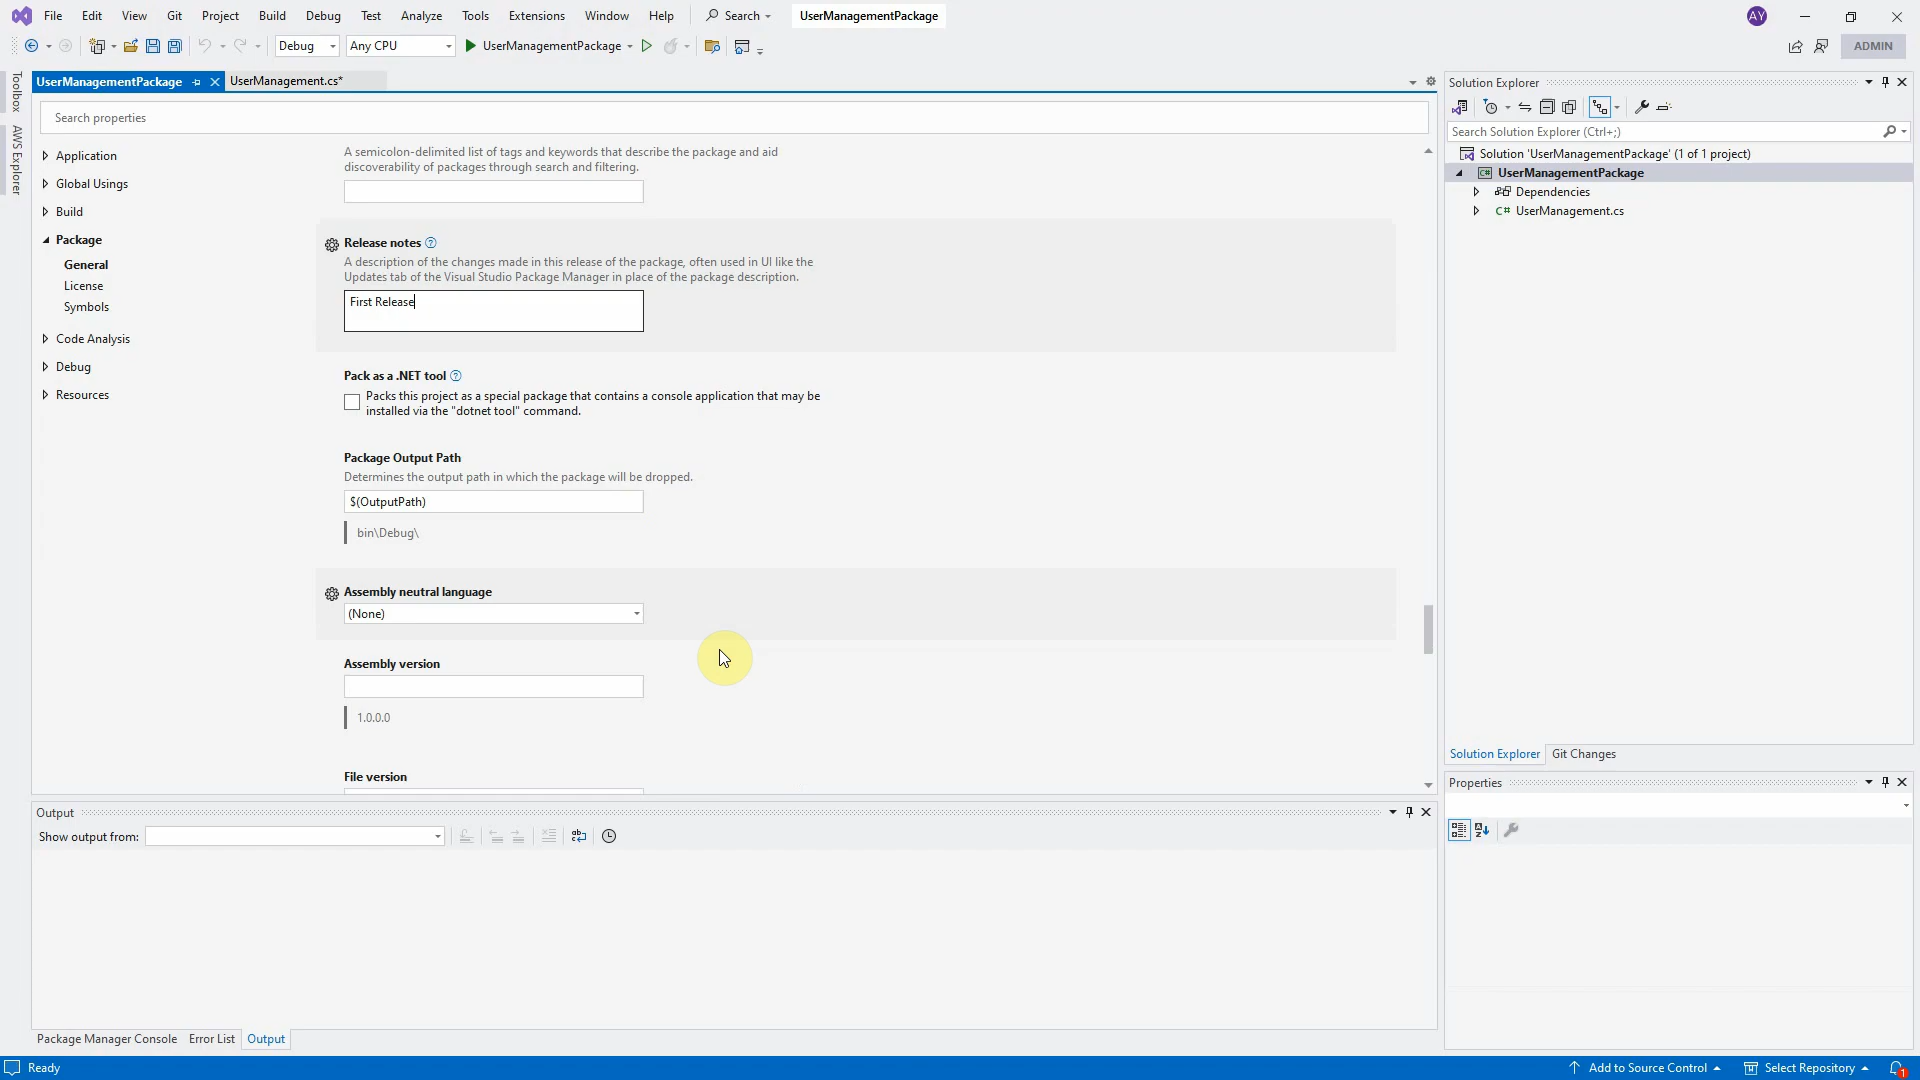 File Edit View Git Project Build Debug Test Analyze Tools Extensions Window Help Search UserManagementPackage AY
Debug Any CPU UserManagementPackage ADMIN
Toolbox
AWS Explorer
UserManagementPackage UserManagement.cs*
Search properties
Application
Global Usings
Build
Package
General
License
Symbols
Code Analysis
Debug
Resources
A semicolon-delimited list of tags and keywords that describe the package and aid
discoverability of packages through search and filtering.
Release notes
A description of the changes made in this release of the package, often used in UI like the
Updates tab of the Visual Studio Package Manager in place of the package description.
First Release
Pack as a .NET tool
Packs this project as a special package that contains a console application that may be
installed via the "dotnet tool" command.
Package Output Path
Determines the output path in which the package will be dropped.
$(OutputPath)
bin\Debug\
Assembly neutral language
(None)
Assembly version
1.0.0.0
File version
Solution Explorer
Search Solution Explorer (Ctrl+;)
Solution 'UserManagementPackage' (1 of 1 project)
C# UserManagementPackage
Dependencies
C# UserManagement.cs
Solution Explorer Git Changes
Properties
Output
Show output from:
Package Manager Console Error List Output
Ready Add to Source Control Select Repository 1